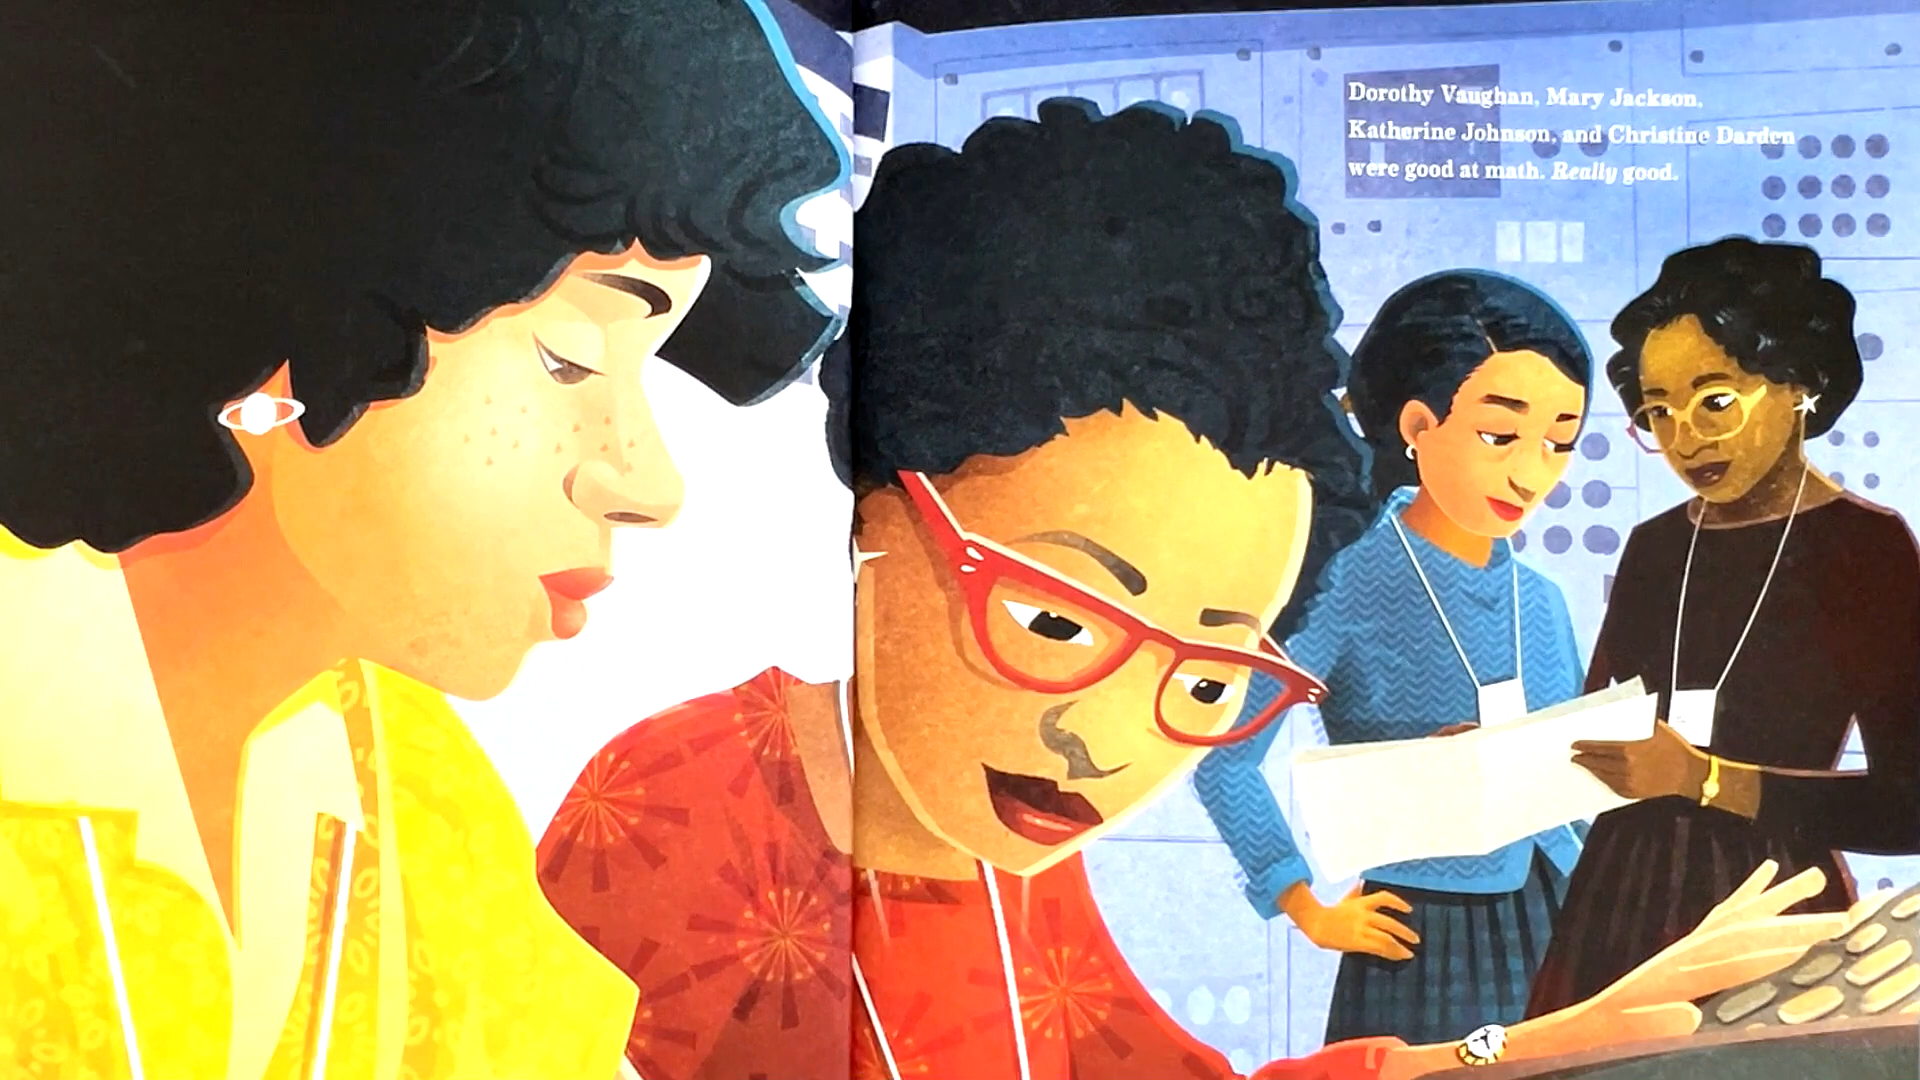 Dorothy Vaughan, Mary Jackson,
Katherine Johnson, and Christine Darden
were good at math. Really good.